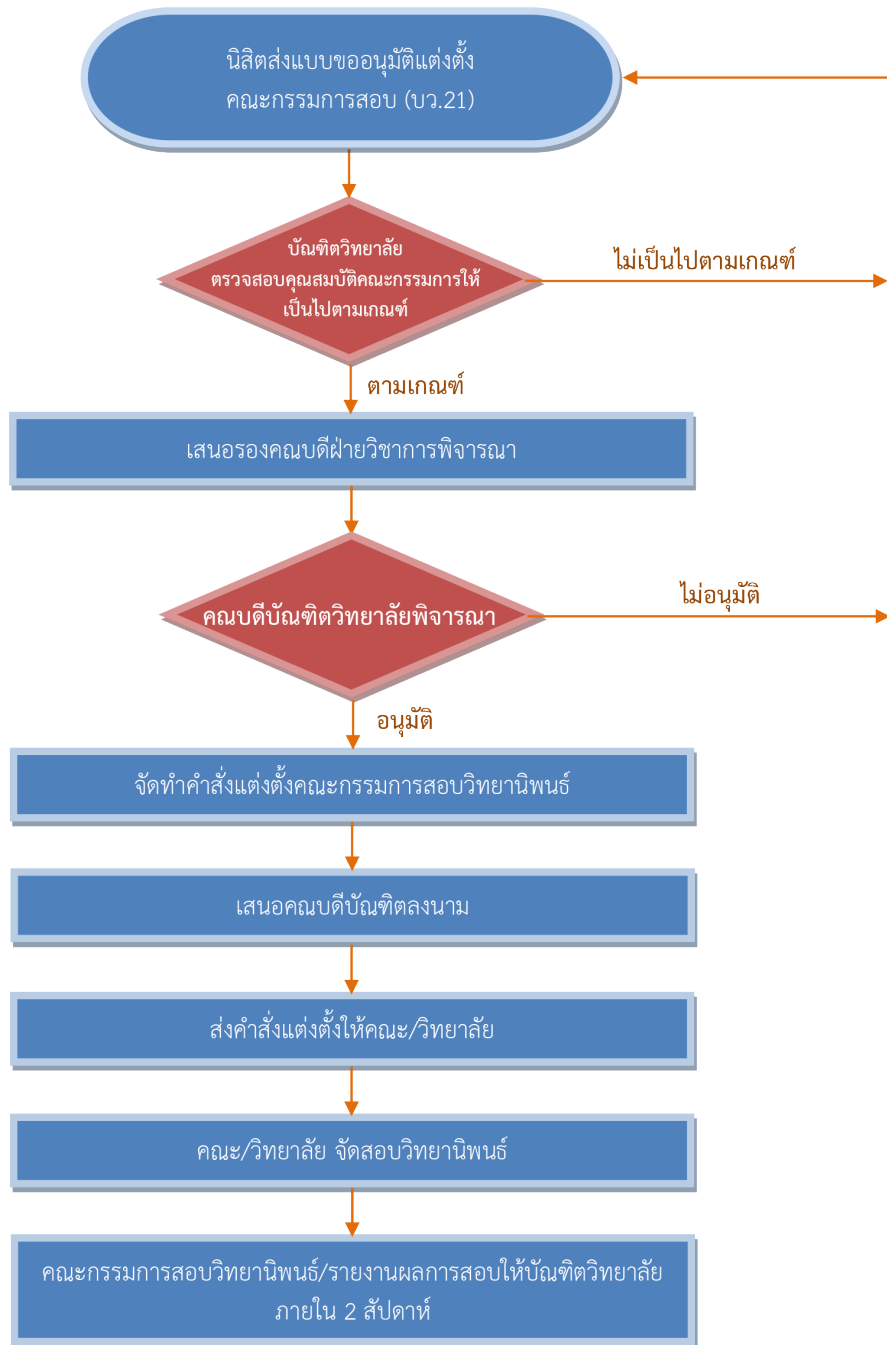 นิสิตส่งแบบขออนุมัติแต่งตั้ง
คณะกรรมการสอบ (บว.21)
บัณฑิตวิทยาลัย
ตรวจสอบคุณสมบัติคณะกรรมการให้
เป็นไปตามเกณฑ์
ไม่เป็นไปตามเกณฑ์
ตามเกณฑ์
เสนอรองคณบดีฝ่ายวิชาการพิจารณา
คณบดีบัณฑิตวิทยาลัยพิจารณา
ไม่อนุมัติ
อนุมัติ
จัดทำคำสั่งแต่งตั้งคณะกรรมการสอบวิทยานิพนธ์
เสนอคณบดีบัณฑิตลงนาม
ส่งคำสั่งแต่งตั้งให้คณะ/วิทยาลัย
คณะ/วิทยาลัย จัดสอบวิทยานิพนธ์
คณะกรรมการสอบวิทยานิพนธ์/รายงานผลการสอบให้บัณฑิตวิทยาลัย
ภายใน 2 สัปดาห์